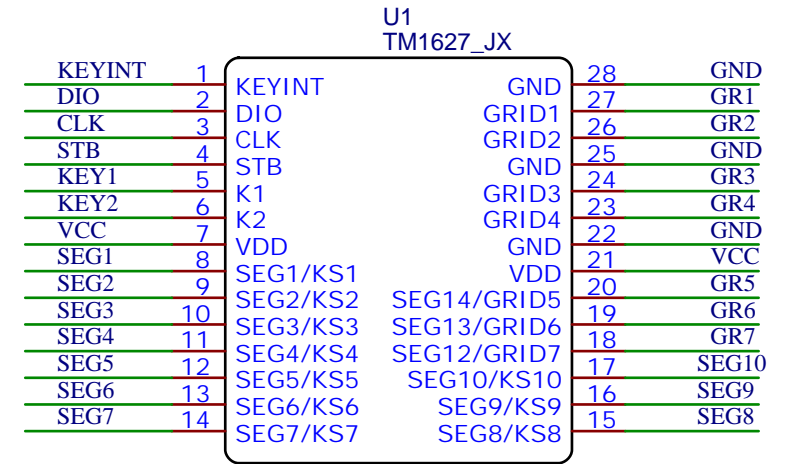 U1
TM1627_JX
KEYINT 1 KEYINT GND 28 GND
DIO 2 DIO GRID1 27 GR1
CLK 3 CLK GRID2 26 GR2
STB 4 STB GND 25 GND
KEY1 5 K1 GRID3 24 GR3
KEY2 6 K2 GRID4 23 GR4
VCC 7 VDD GND 22 GND
SEG1 8 SEG1/KS1 VDD 21 VCC
SEG2 9 SEG2/KS2 SEG14/GRID5 20 GR5
SEG3 10 SEG3/KS3 SEG13/GRID6 19 GR6
SEG4 11 SEG4/KS4 SEG12/GRID7 18 GR7
SEG5 12 SEG5/KS5 SEG10/KS10 17 SEG10
SEG6 13 SEG6/KS6 SEG9/KS9 16 SEG9
SEG7 14 SEG7/KS7 SEG8/KS8 15 SEG8